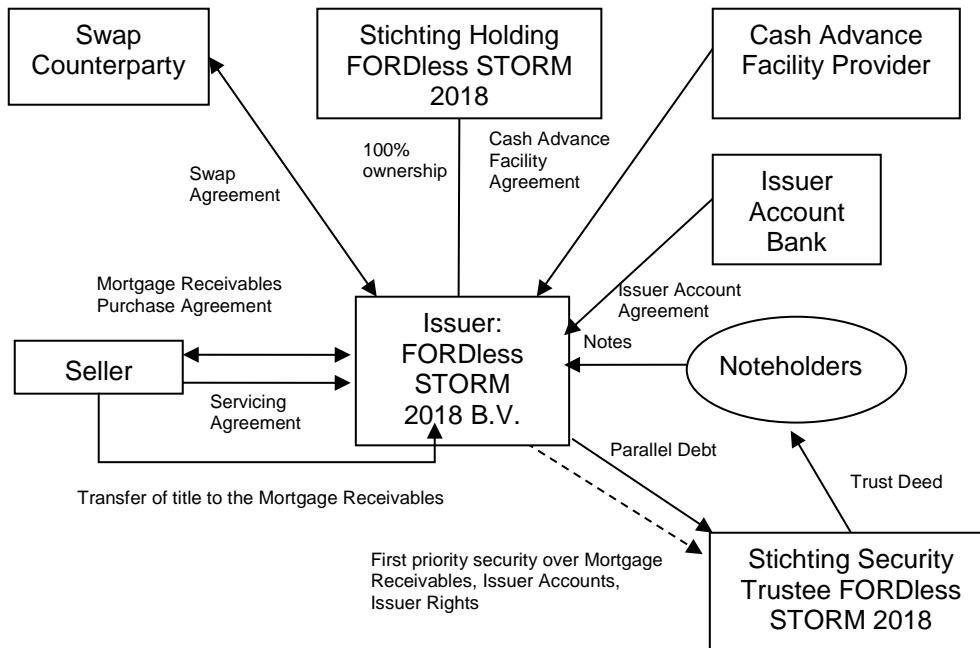 Swap
Counterparty
Stichting Holding
FORDless STORM
2018
Cash Advance
Facility Provider
100%
ownership
Cash Advance
Facility
Agreement
Swap
Agreement
Issuer
Account
Bank
Mortgage Receivables
Purchase Agreement
Issuer Account
Agreement
Issuer:
FORDless
STORM
2018 B.V.
Notes
Noteholders
Seller
Servicing
Agreement
Parallel Debt
Trust Deed
Transfer of title to the Mortgage Receivables
First priority security over Mortgage
Receivables, Issuer Accounts,
Issuer Rights
Stichting Security
Trustee FORDless
STORM 2018